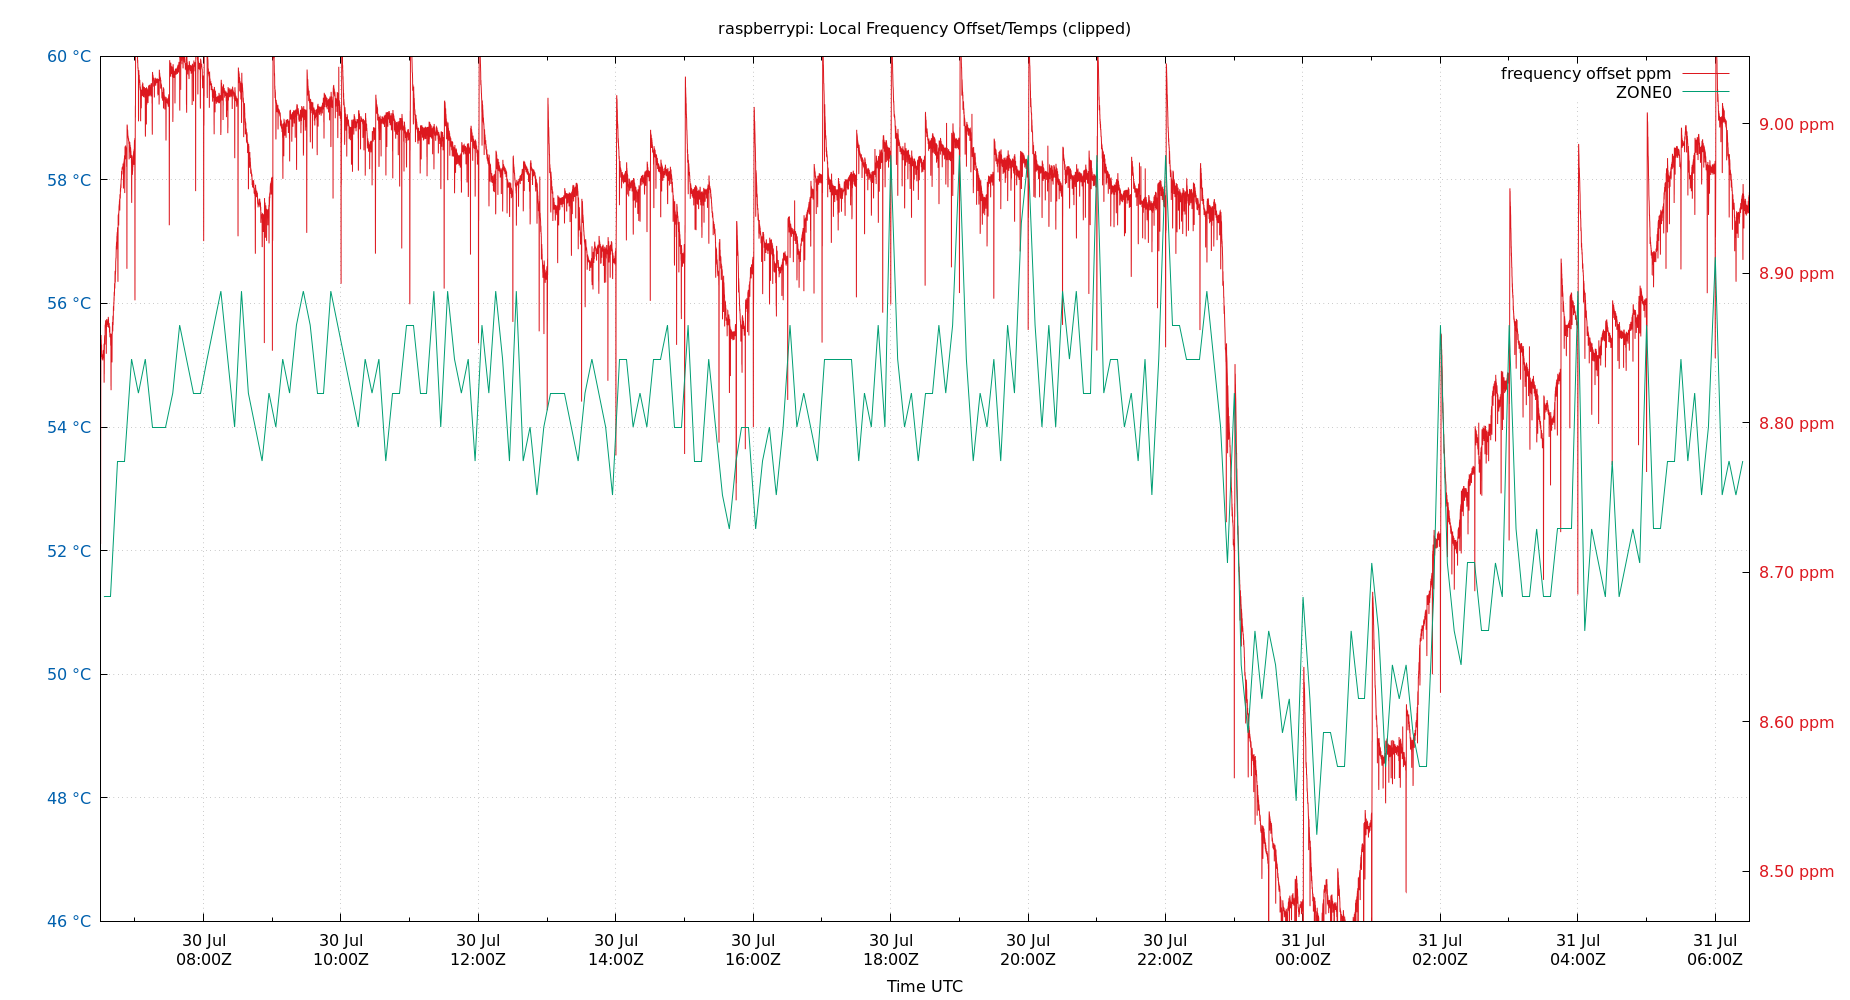 raspberrypi: Local Frequency Offset/Temps (clipped)
frequency offset ppm
ZONE0
60 °C
58 °C
56 °C
54 °C
52 °C
50 °C
48 °C
46 °C
9.00 ppm
8.90 ppm
8.80 ppm
8.70 ppm
8.60 ppm
8.50 ppm
30 Jul 30 Jul 30 Jul 30 Jul 30 Jul 30 Jul 30 Jul 30 Jul 31 Jul 31 Jul 31 Jul 31 Jul
08:00Z 10:00Z 12:00Z 14:00Z 16:00Z 18:00Z 20:00Z 22:00Z 00:00Z 02:00Z 04:00Z 06:00Z
Time UTC